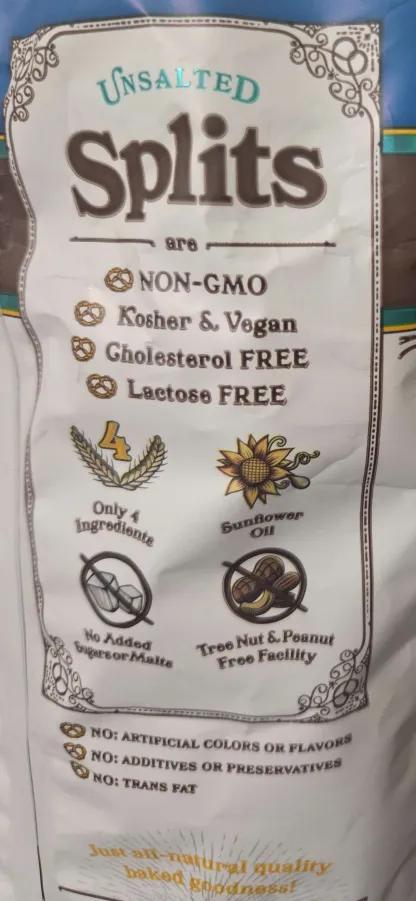 UNSALTED
Splits
are
NON-GMO
Kosher & Vegan
Cholesterol FREE
Lactose FREE
4
Only 4
Ingredients
Sunflower
Oil
No Added
Sugars or Malts
Tree Nut & Peanut
Free Facility
NO: ARTIFICIAL COLORS OR FLAVORS
NO: ADDITIVES OR PRESERVATIVES
NO: TRANS FAT
Just all-natural quality
baked goodness!